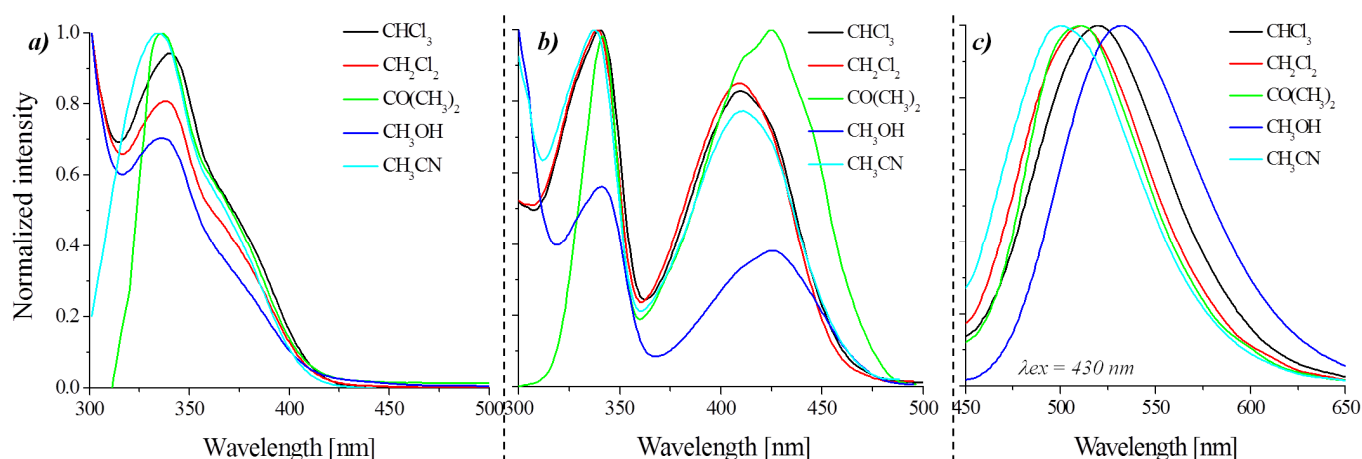 a)
CHCl3
CH2Cl2
CO(CH3)2
CH3OH
CH3CN
Normalized intensity
1.0
0.8
0.6
0.4
0.2
0.0
300 350 400 450 500
Wavelength [nm]
b)
CHCl3
CH2Cl2
CO(CH3)2
CH3OH
CH3CN
300 350 400 450 500
Wavelength [nm]
c)
CHCl3
CH2Cl2
CO(CH3)2
CH3OH
CH3CN
λex = 430 nm
450 500 550 600 650
Wavelength [nm]